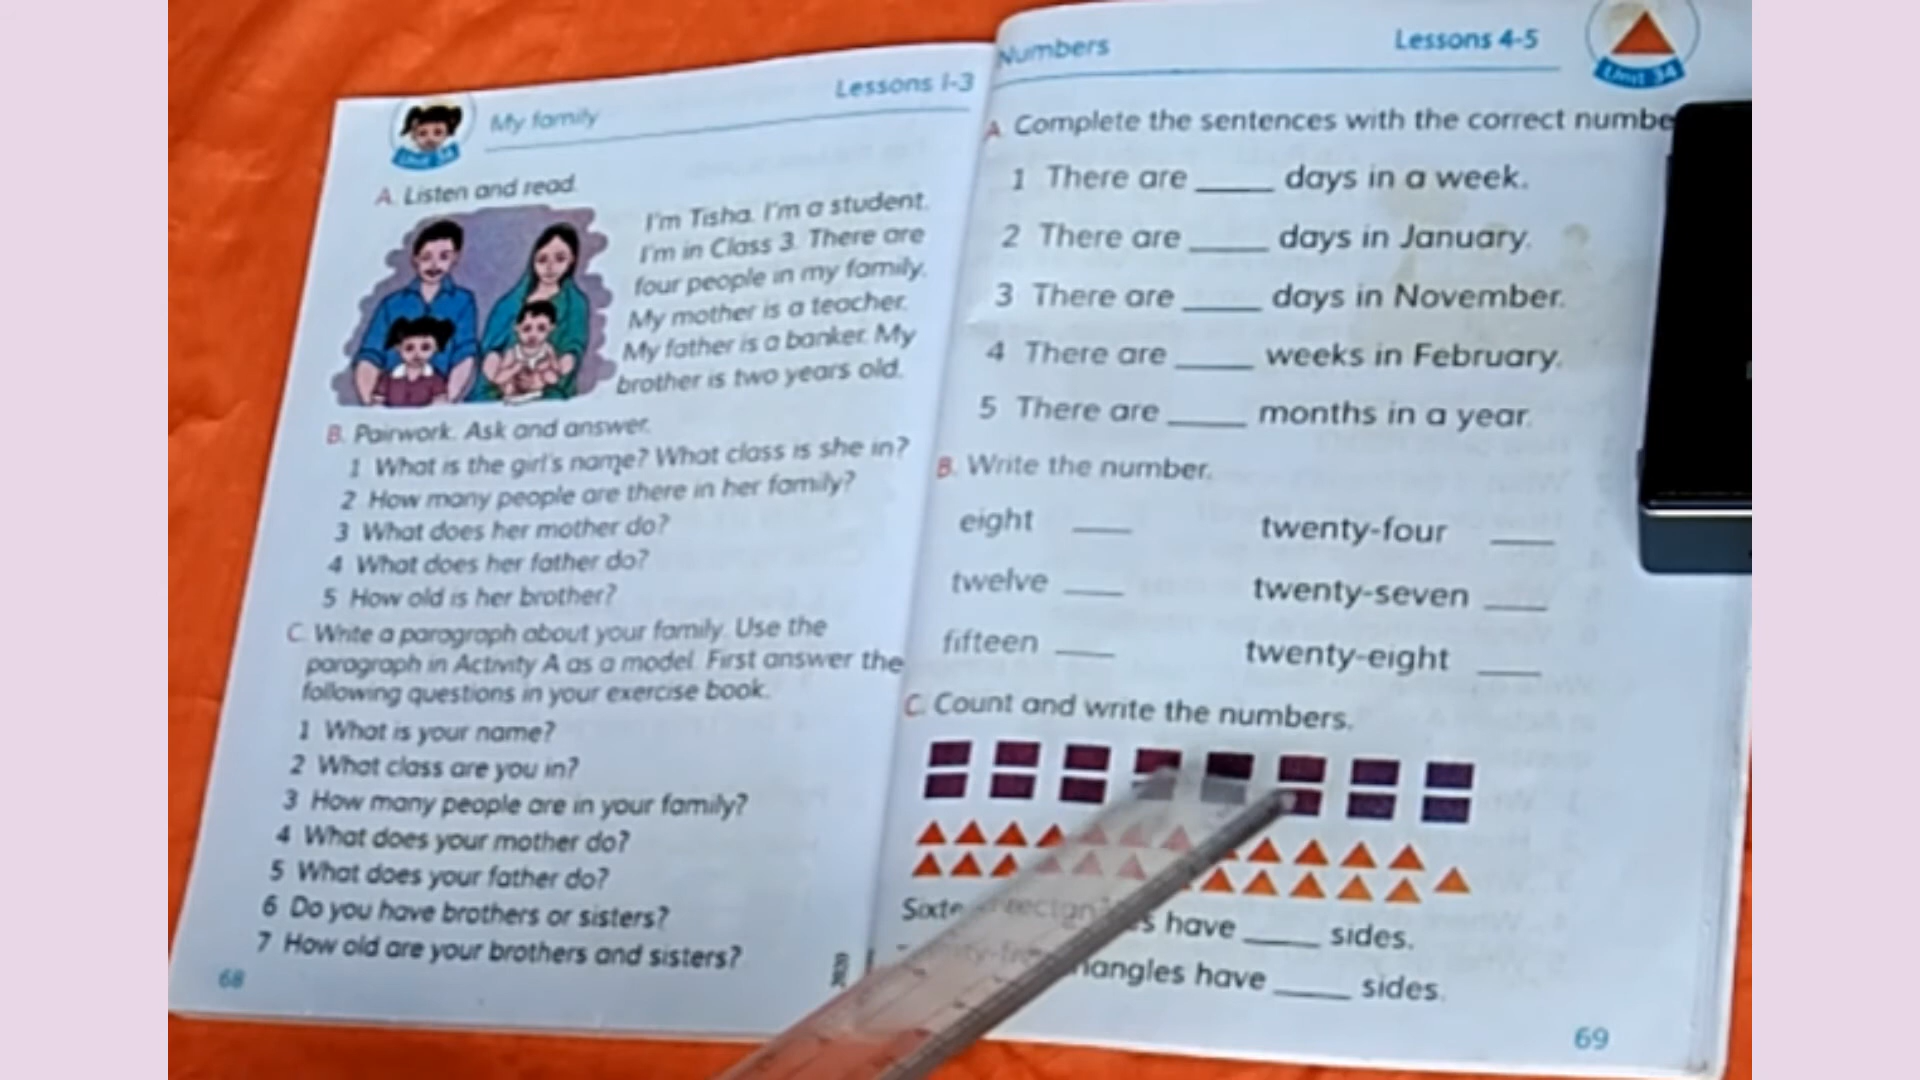 My family
Lessons 1-3
Unit 34
A. Listen and read.
I'm Tisha. I'm a student.
I'm in Class 3. There are
four people in my family.
My mother is a teacher.
My father is a banker. My
brother is two years old.
B. Pairwork. Ask and answer.
1 What is the girl's name? What class is she in?
2 How many people are there in her family?
3 What does her mother do?
4 What does her father do?
5 How old is her brother?
C. Write a paragraph about your family. Use the
paragraph in Activity A as a model. First answer the
following questions in your exercise book.
1 What is your name?
2 What class are you in?
3 How many people are in your family?
4 What does your mother do?
5 What does your father do?
6 Do you have brothers or sisters?
7 How old are your brothers and sisters?
68
Numbers
Lessons 4-5
Unit 34
A. Complete the sentences with the correct numbe
1 There are ____ days in a week.
2 There are ____ days in January.
3 There are ____ days in November.
4 There are ____ weeks in February.
5 There are ____ months in a year.
B. Write the number.
eight ____ twenty-four ____
twelve ____ twenty-seven ____
fifteen ____ twenty-eight ____
C. Count and write the numbers.
have ____ sides.
have ____ sides.
69